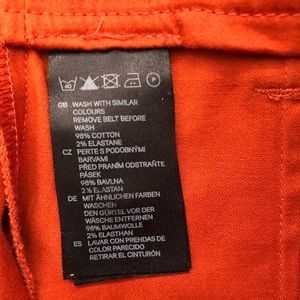 40 P
GB WASH WITH SIMILAR
COLOURS
REMOVE BELT BEFORE
WASH
98% COTTON
2% ELASTANE
CZ PERTE S PODOBNÝMI
BARVAMI
PŘED PRANÍM ODSTRAŇTE
PÁSEK
98% BAVLNA
2% ELASTAN
DE MIT ÄHNLICHEN FARBEN
WASCHEN
DEN GÜRTEL VOR DER
WÄSCHE ENTFERNEN
98% BAUMWOLLE
2% ELASTHAN
ES LAVAR CON PRENDAS DE
COLOR PARECIDO
RETIRAR EL CINTURÓN